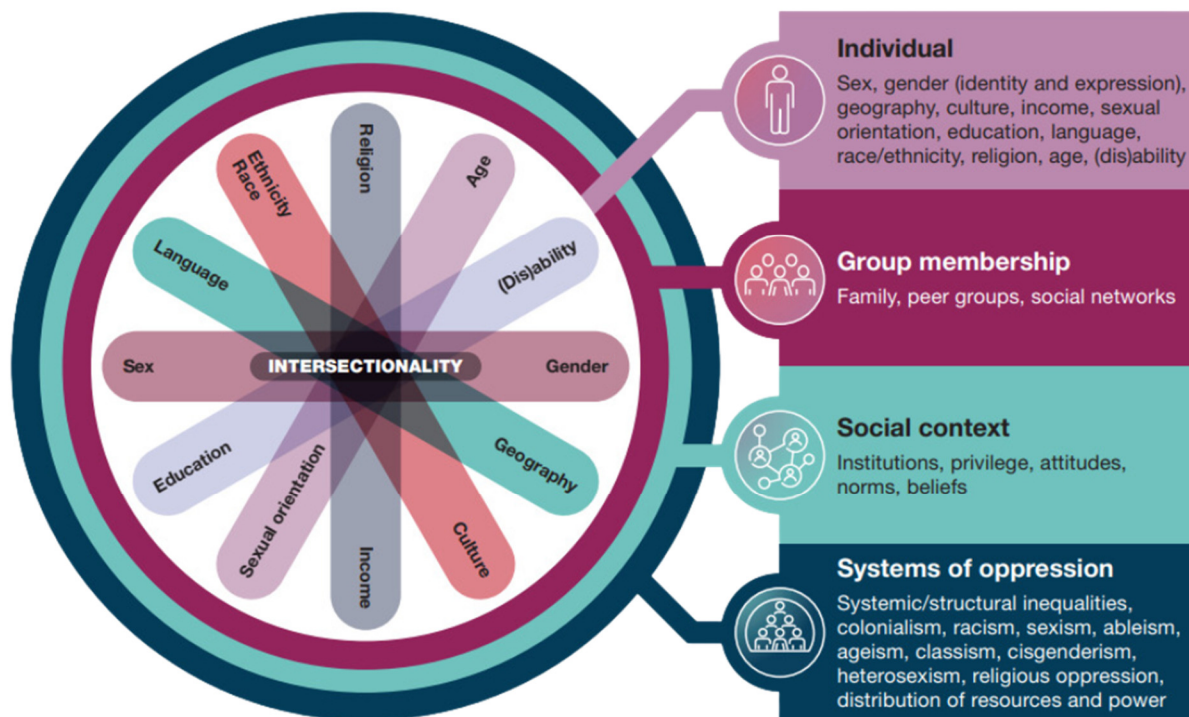 Religion
Age
(Dis)ability
Gender
Geography
Culture
Income
Sexual orientation
Education
Sex
Language
Ethnicity
Race
INTERSECTIONALITY
Individual
Sex, gender (identity and expression),
geography, culture, income, sexual
orientation, education, language,
race/ethnicity, religion, age, (dis)ability
Group membership
Family, peer groups, social networks
Social context
Institutions, privilege, attitudes,
norms, beliefs
Systems of oppression
Systemic/structural inequalities,
colonialism, racism, sexism, ableism,
ageism, classism, cisgenderism,
heterosexism, religious oppression,
distribution of resources and power